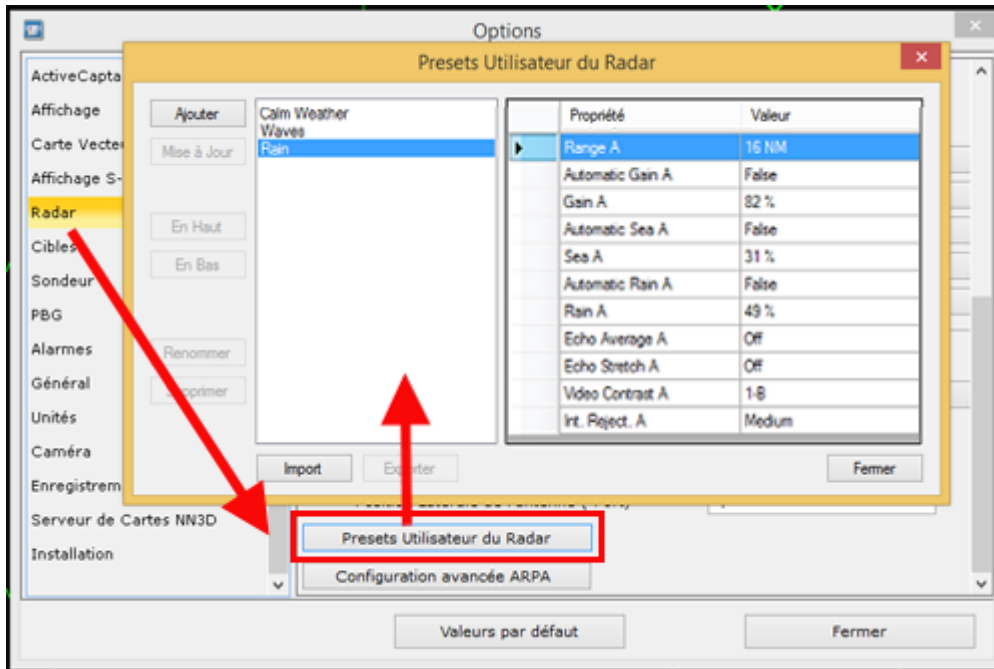 Options
Presets Utilisateur du Radar
ActiveCapta
Affichage
Carte Vecte
Affichage S-
Radar
Cibles
Sondeur
PBG
Alarmes
Général
Unités
Caméra
Enregistrem
Serveur de Cartes NN3D
Installation
Ajouter
Mise à Jour
En Haut
En Bas
Renommer
Supprimer
Calm Weather
Waves
Rain
Propriété Valeur
Range A 16 NM
Automatic Gain A False
Gain A 82 %
Automatic Sea A False
Sea A 31 %
Automatic Rain A False
Rain A 49 %
Echo Average A Off
Echo Stretch A Off
Video Contrast A 1-B
Int. Reject. A Medium
Import
Exporter
Fermer
Presets Utilisateur du Radar
Configuration avancée ARPA
Valeurs par défaut
Fermer